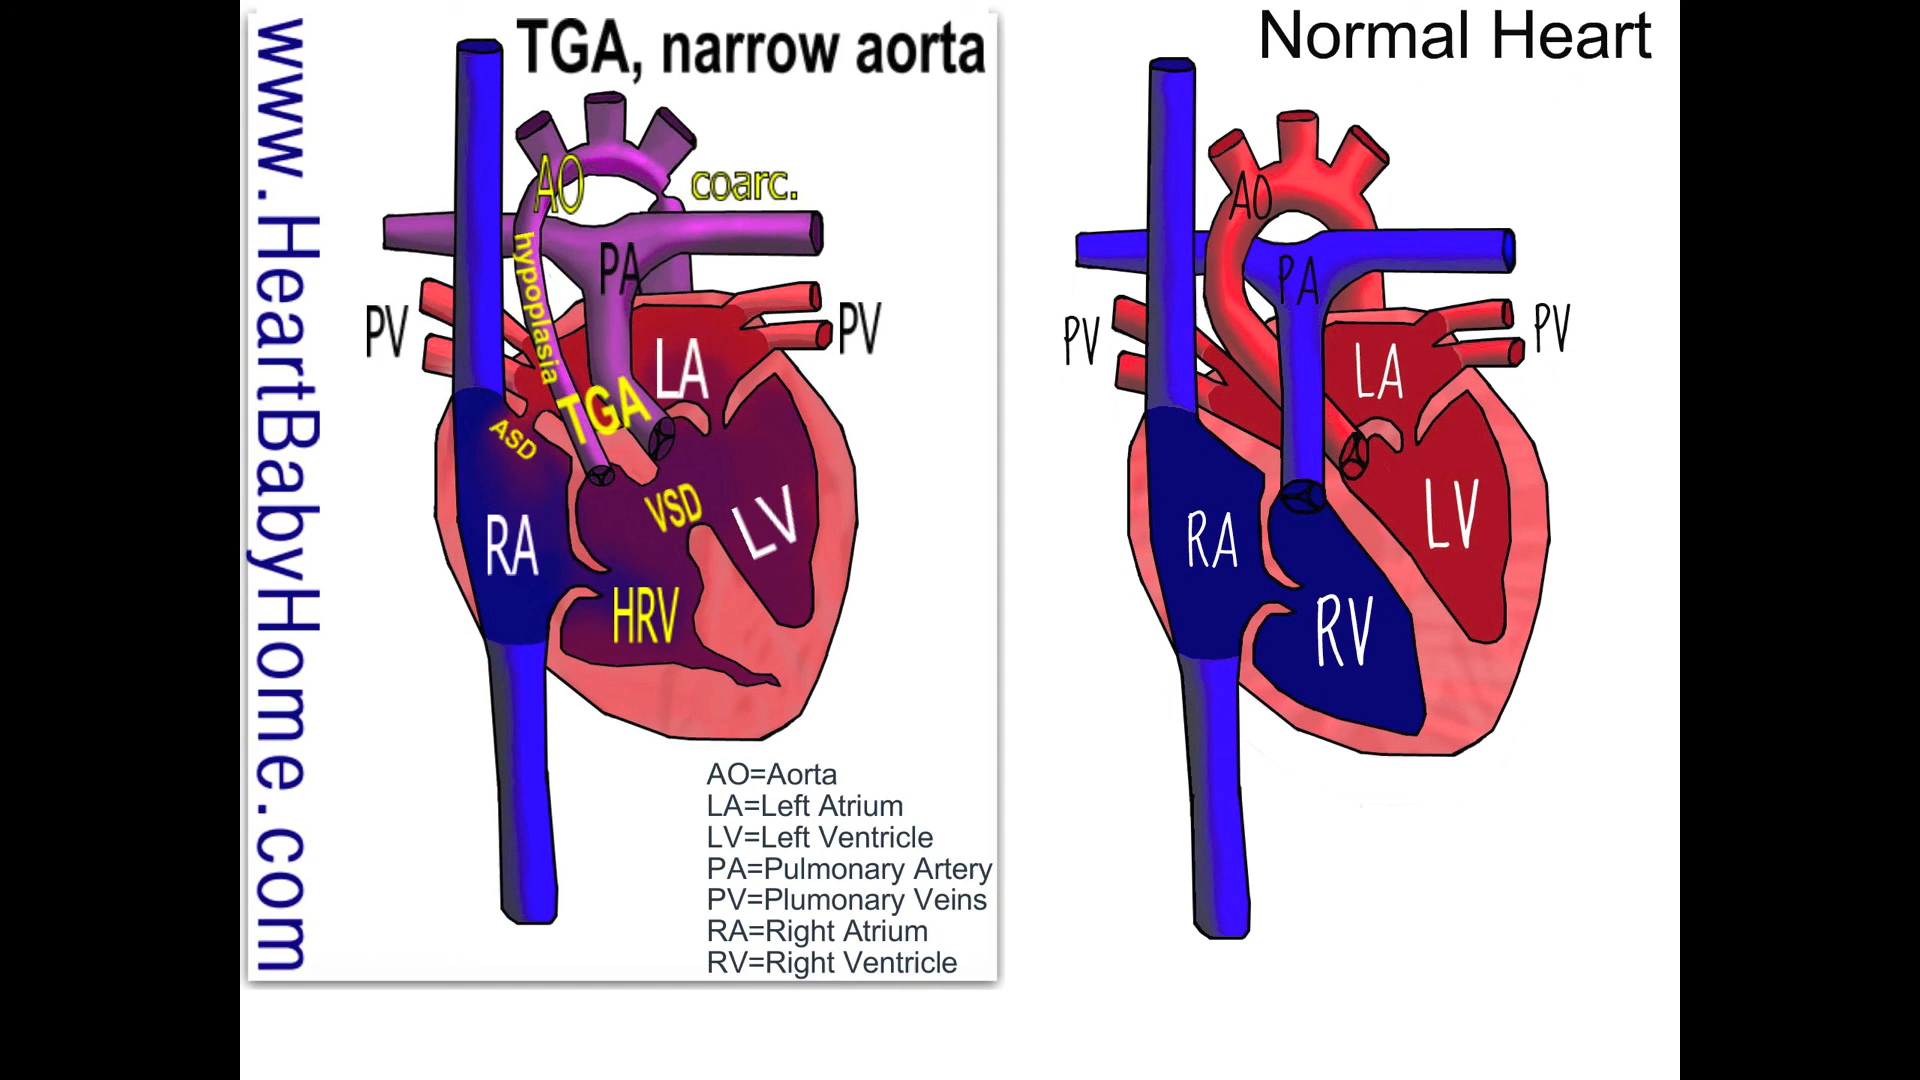 www.HeartBabyHome.com
TGA, narrow aorta
AO
coarc.
hypoplasia
PA
PV
PV
LA
TGA
ASD
VSD
LV
RA
HRV
AO=Aorta
LA=Left Atrium
LV=Left Ventricle
PA=Pulmonary Artery
PV=Plumonary Veins
RA=Right Atrium
RV=Right Ventricle
Normal Heart
AO
PA
PV
PV
LA
LV
RA
RV